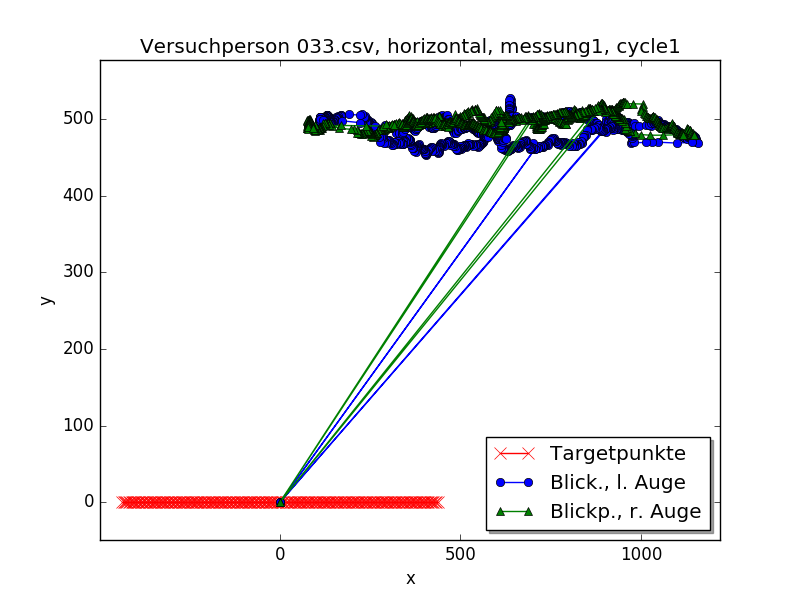 Versuchperson 033.csv, horizontal, messung1, cycle1
500
400
300
200
100
0
y
0 500 1000
x
Targetpunkte
Blick., l. Auge
Blickp., r. Auge